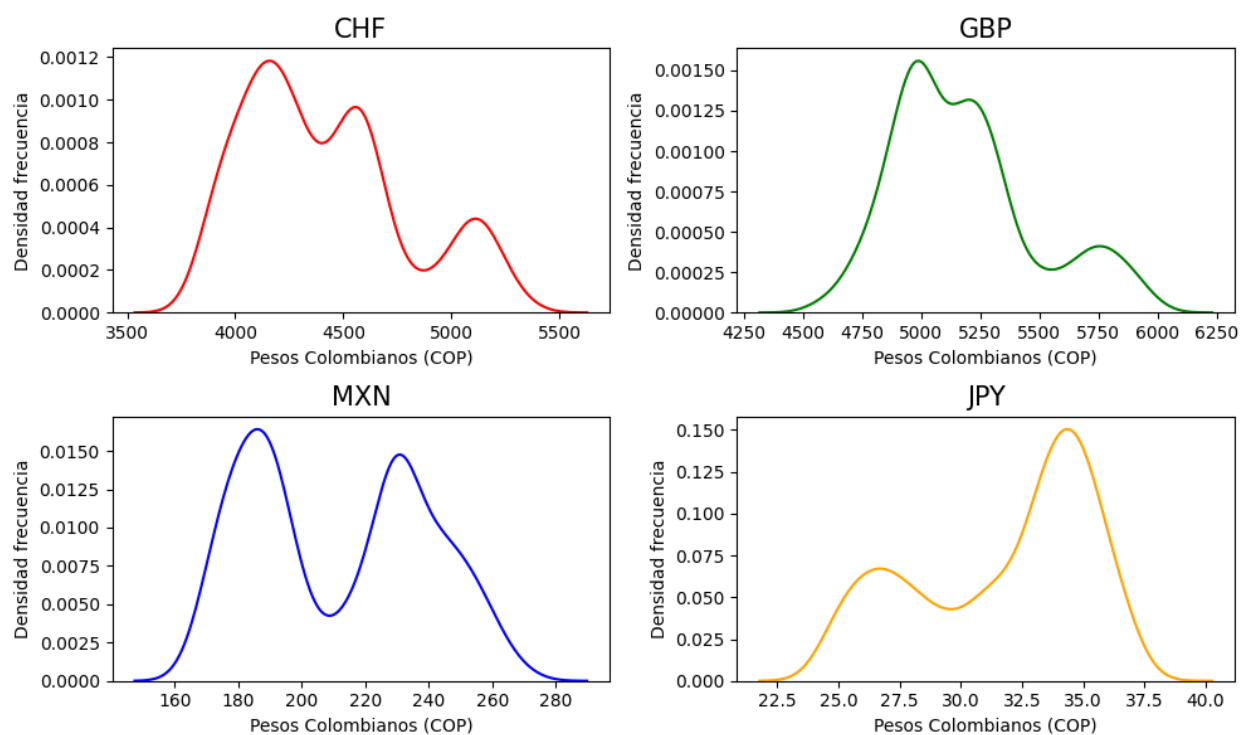 CHF
0.0012
0.0010
0.0008
0.0006
0.0004
0.0002
0.0000
Densidad frecuencia
3500 4000 4500 5000 5500
Pesos Colombianos (COP)
GBP
0.00150
0.00125
0.00100
0.00075
0.00050
0.00025
0.00000
Densidad frecuencia
4250 4500 4750 5000 5250 5500 5750 6000 6250
Pesos Colombianos (COP)
MXN
0.0150
0.0125
0.0100
0.0075
0.0050
0.0025
0.0000
Densidad frecuencia
160 180 200 220 240 260 280
Pesos Colombianos (COP)
JPY
0.150
0.125
0.100
0.075
0.050
0.025
0.000
Densidad frecuencia
22.5 25.0 27.5 30.0 32.5 35.0 37.5 40.0
Pesos Colombianos (COP)